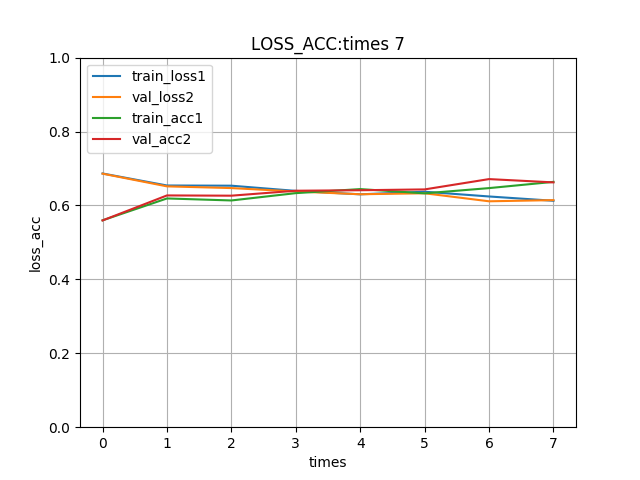 LOSS_ACC:times 7
1.0
0.8
0.6
0.4
0.2
0.0
loss_acc
train_loss1
val_loss2
train_acc1
val_acc2
0 1 2 3 4 5 6 7
times